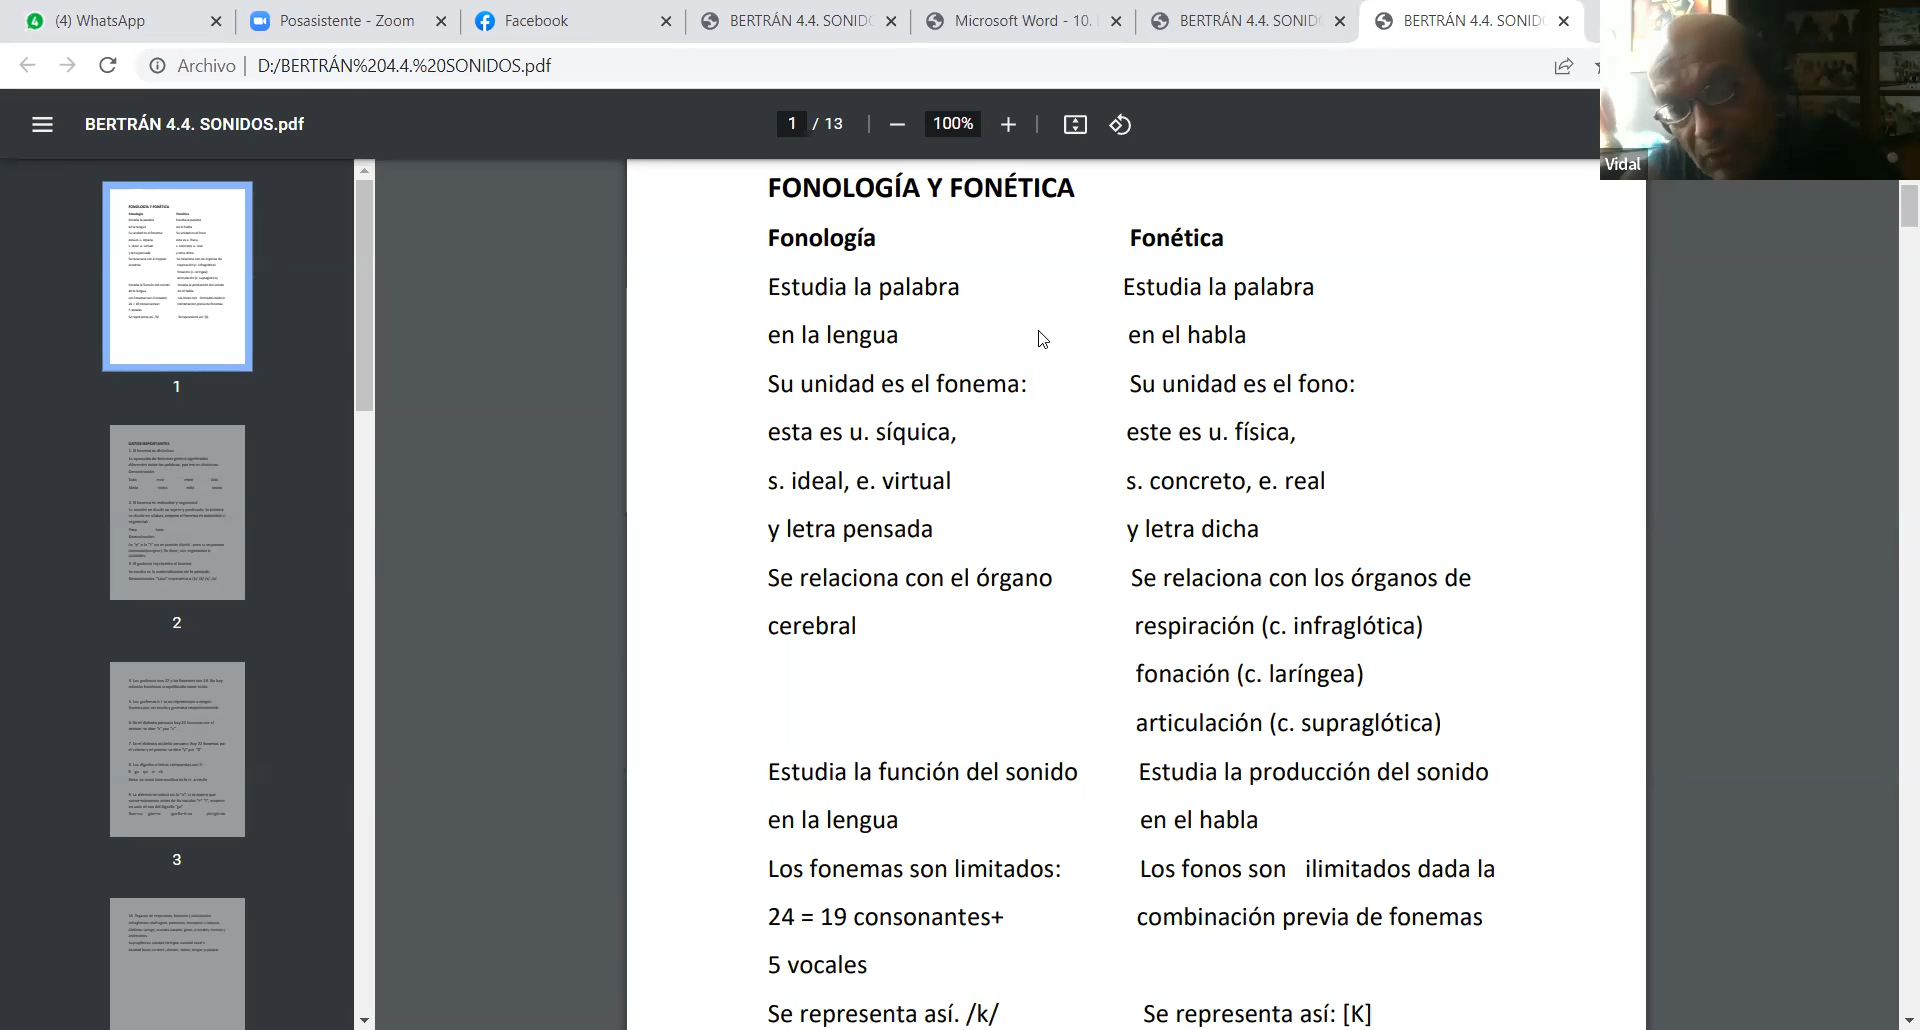 (4) WhatsApp
Posasistente - Zoom
Facebook
BERTRÁN 4.4. SONID
Microsoft Word - 10.
BERTRÁN 4.4. SONID
BERTRÁN 4.4. SONID
Archivo
D:/BERTRÁN%204.4.%20SONIDOS.pdf
BERTRÁN 4.4. SONIDOS.pdf
1 / 13
100%
Vidal
1
2
3
FONOLOGÍA Y FONÉTICA
Fonología Fonética
Estudia la palabra Estudia la palabra
en la lengua en el habla
Su unidad es el fonema: Su unidad es el fono:
esta es u. síquica, este es u. física,
s. ideal, e. virtual s. concreto, e. real
y letra pensada y letra dicha
Se relaciona con el órgano Se relaciona con los órganos de
cerebral respiración (c. infraglótica)
fonación (c. laríngea)
articulación (c. supraglótica)
Estudia la función del sonido Estudia la producción del sonido
en la lengua en el habla
Los fonemas son limitados: Los fonos son ilimitados dada la
24 = 19 consonantes+ combinación previa de fonemas
5 vocales
Se representa así. /k/ Se representa así: [K]